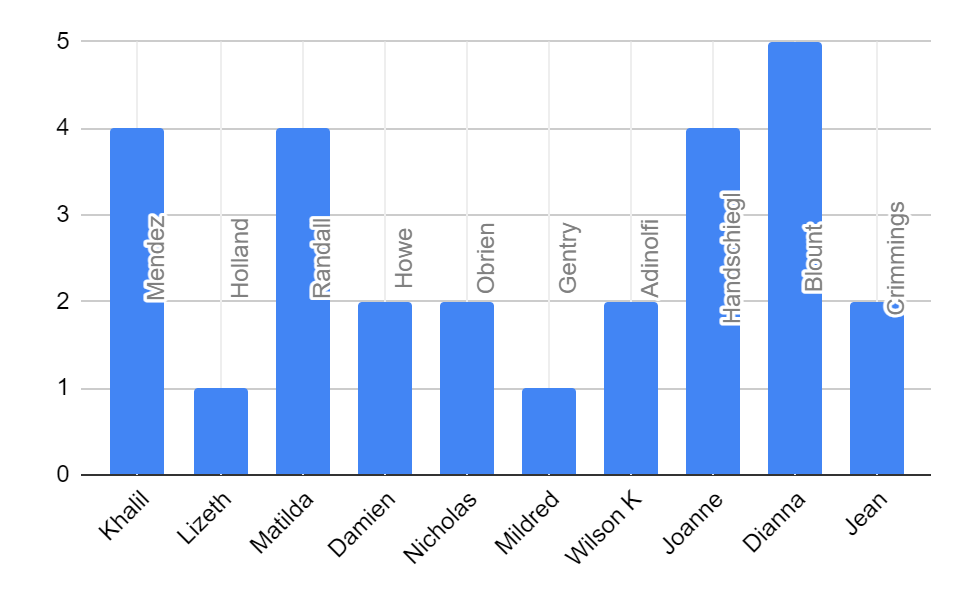 5
4
3
2
1
0
Mendez
Holland
Randall
Howe
Obrien
Gentry
Adinolfi
Handschiegl
Blount
Crimmings
Khalil
Lizeth
Matilda
Damien
Nicholas
Mildred
Wilson K
Joanne
Dianna
Jean